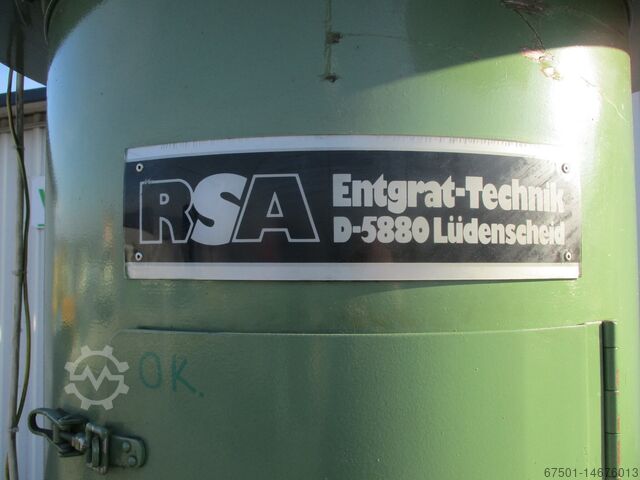 RSA
Entgrat-Technik
D-5880 Lüdenscheid
OK.
67501-14676013